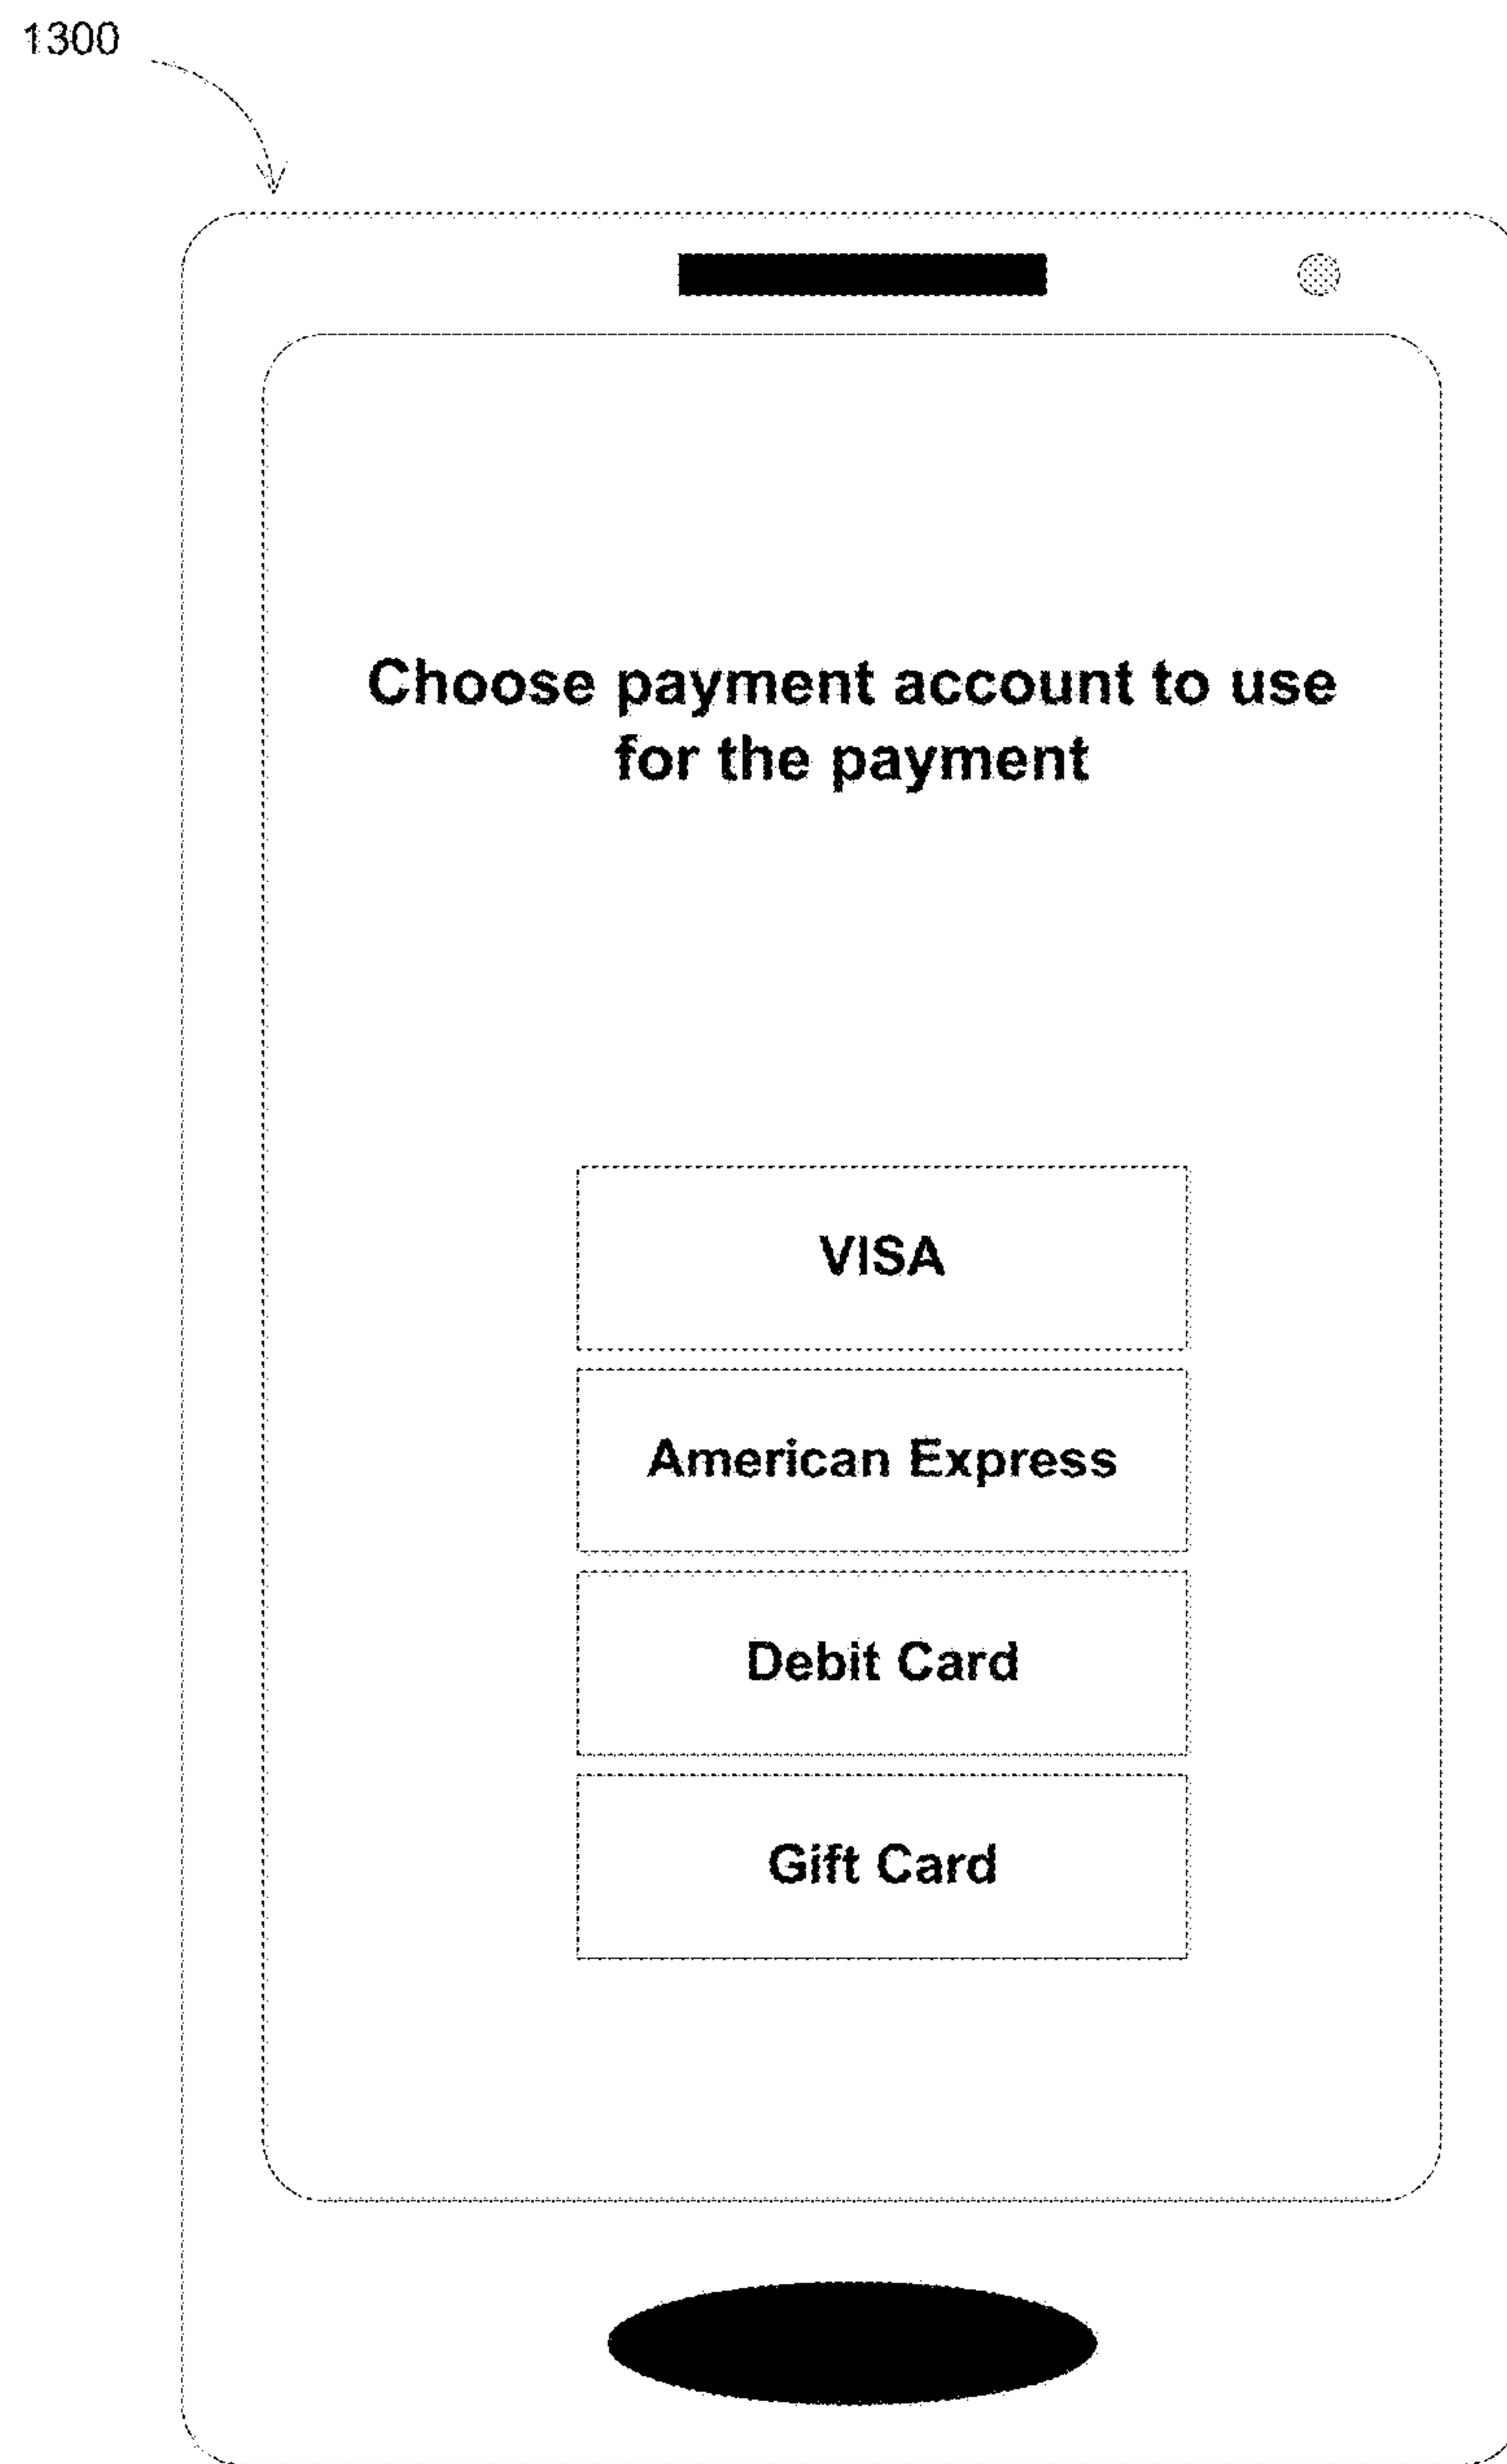 1300
Choose payment account to use
for the payment
VISA
American Express
Debit Card
Gift Card